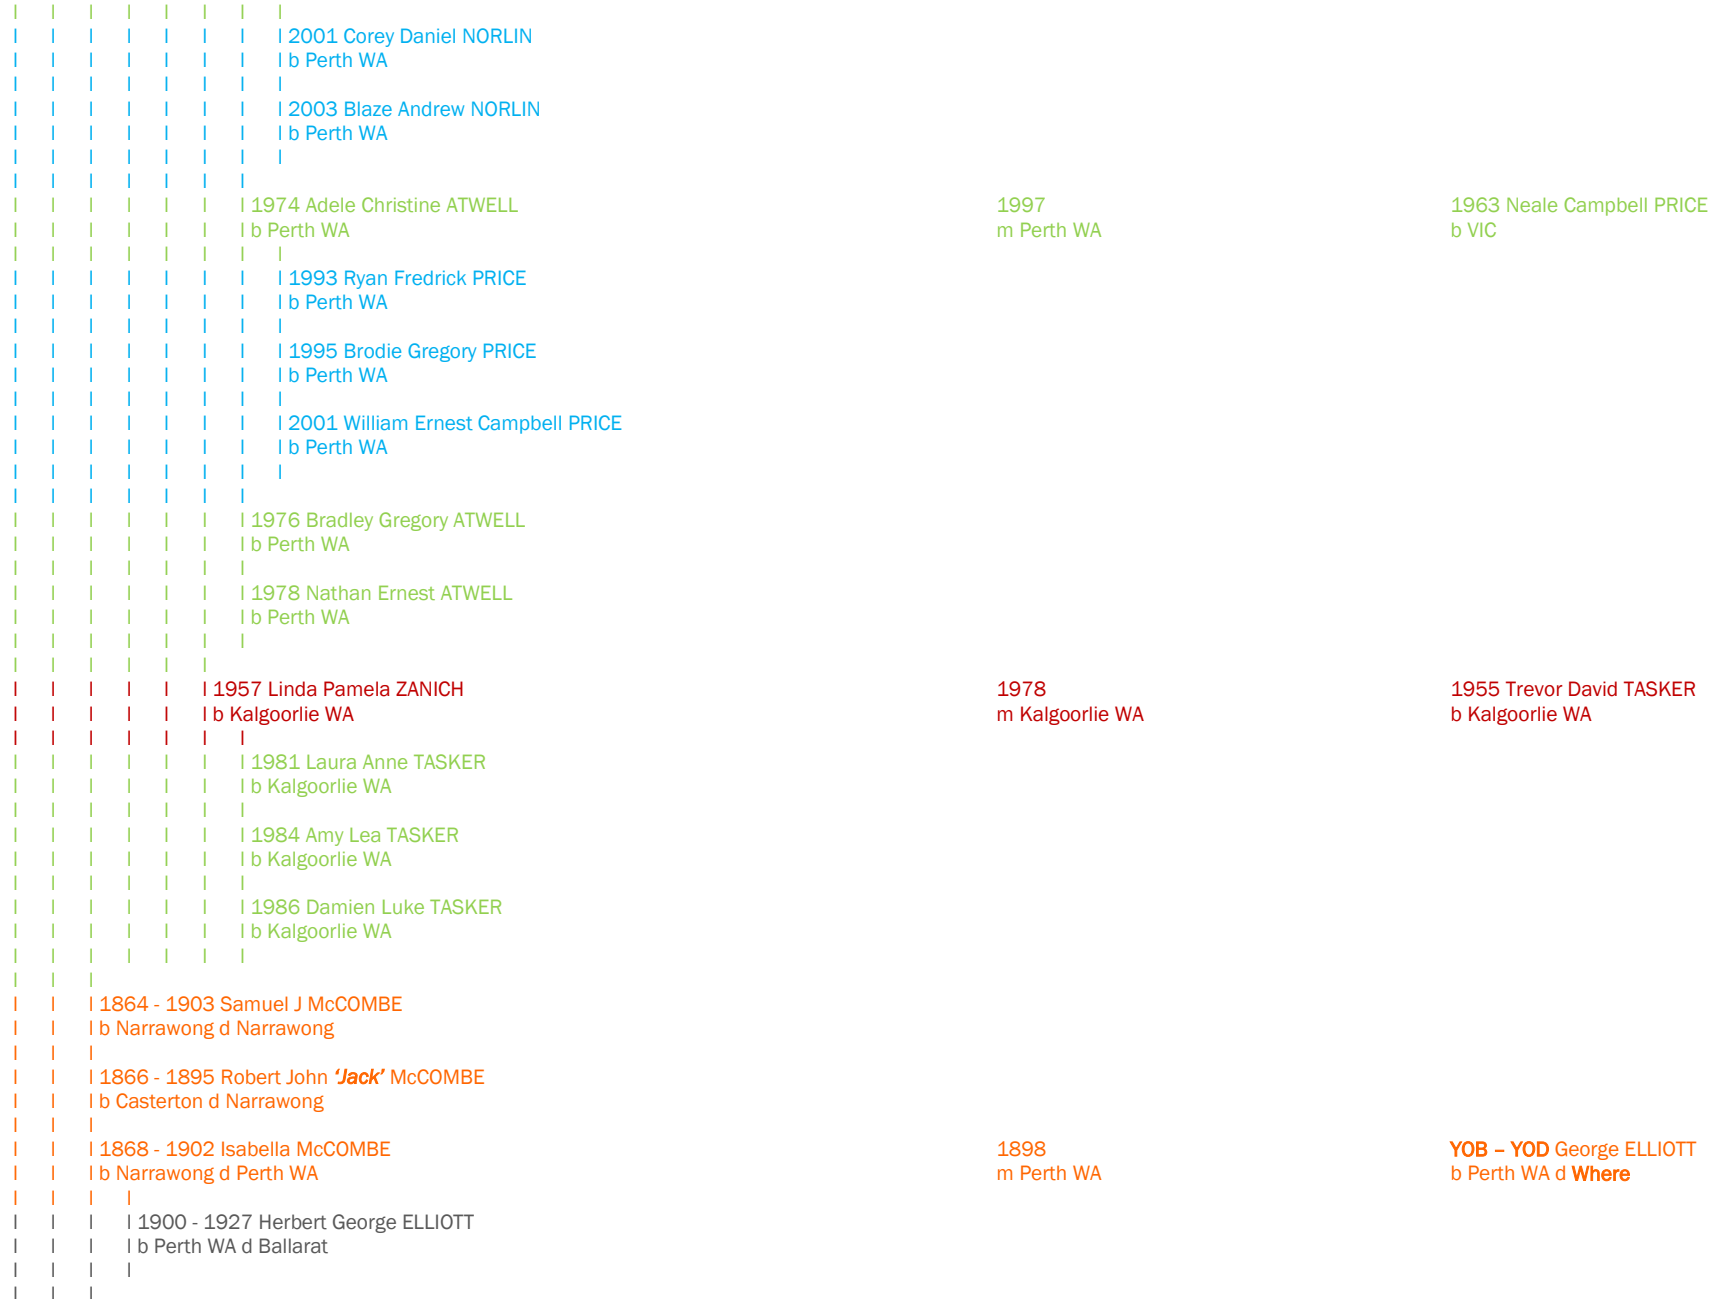 2001 Corey Daniel NORLIN
b Perth WA
2003 Blaze Andrew NORLIN
b Perth WA
1974 Adele Christine ATWELL 1997 1963 Neale Campbell PRICE
b Perth WA m Perth WA b VIC
1993 Ryan Fredrick PRICE
b Perth WA
1995 Brodie Gregory PRICE
b Perth WA
2001 William Ernest Campbell PRICE
b Perth WA
1976 Bradley Gregory ATWELL
b Perth WA
1978 Nathan Ernest ATWELL
b Perth WA
1957 Linda Pamela ZANICH 1978 1955 Trevor David TASKER
b Kalgoorlie WA m Kalgoorlie WA b Kalgoorlie WA
1981 Laura Anne TASKER
b Kalgoorlie WA
1984 Amy Lea TASKER
b Kalgoorlie WA
1986 Damien Luke TASKER
b Kalgoorlie WA
1864 - 1903 Samuel J McCOMBE
b Narrawong d Narrawong
1866 - 1895 Robert John ‘Jack’ McCOMBE
b Casterton d Narrawong
1868 - 1902 Isabella McCOMBE 1898 YOB – YOD George ELLIOTT
b Narrawong d Perth WA m Perth WA b Perth WA d Where
1900 - 1927 Herbert George ELLIOTT
b Perth WA d Ballarat